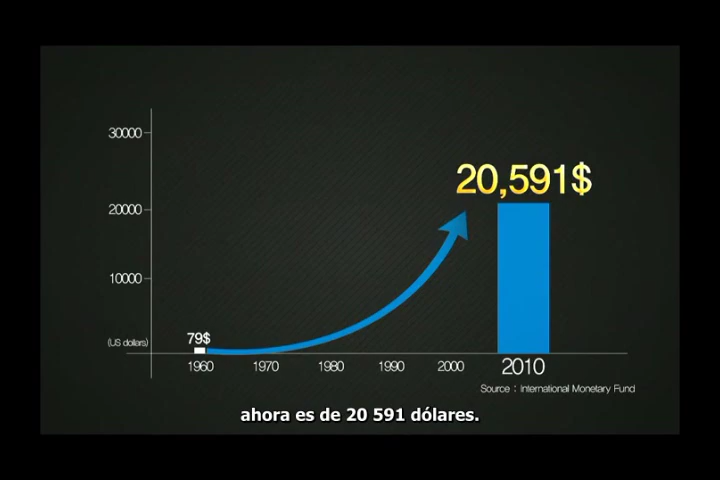 30000
20,591$
20000
10000
79$
(US dollars)
1960 1970 1980 1990 2000 2010
Source : International Monetary Fund
ahora es de 20 591 dólares.